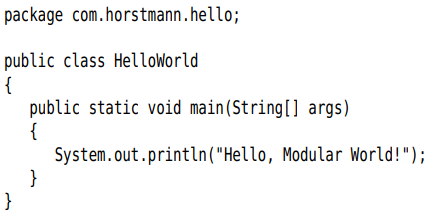 package com.horstmann.hello;

public class HelloWorld
{
   public static void main(String[] args)
   {
      System.out.println("Hello, Modular World!");
   }
}